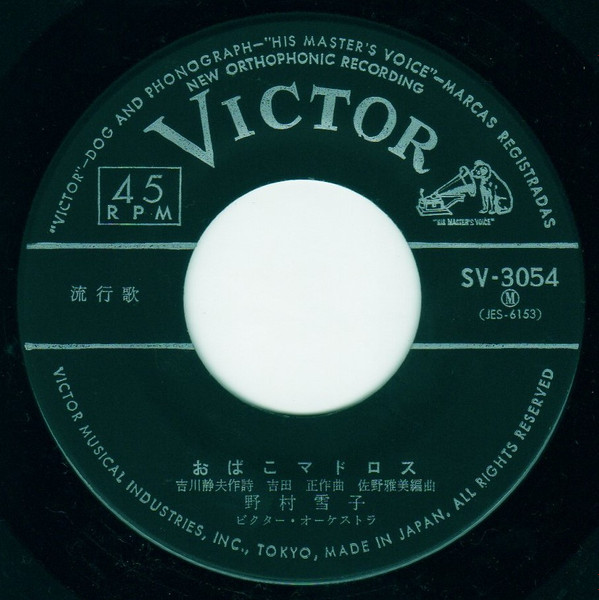 "VICTOR"—DOG AND PHONOGRAPH—"HIS MASTER'S VOICE"—MARCAS REGISTRADAS
NEW ORTHOPHONIC RECORDING
VICTOR
45
RPM
"HIS MASTER'S VOICE"
流行歌
SV-3054
Ⓜ
(JES-6153)
おばこマドロス
吉川静夫作詩 吉田 正作曲 佐野雅美編曲
野村雪子
ビクター・オーケストラ
VICTOR MUSICAL INDUSTRIES, INC., TOKYO, MADE IN JAPAN. ALL RIGHTS RESERVED